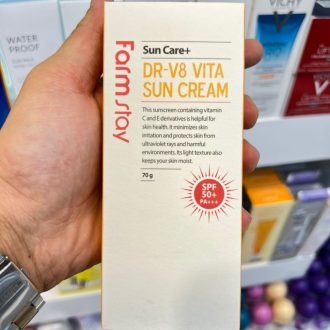 WATER
PROOF
VICHY
Farm stay
Sun Care+
DR-V8 VITA
SUN CREAM
This sunscreen containing vitamin
C and E derivatives is helpful for
skin health. It minimizes skin
irritation and protects skin from
ultraviolet rays and harmful
environments. Its light texture also
keeps your skin moist.
70 g
SPF
50+
PA+++